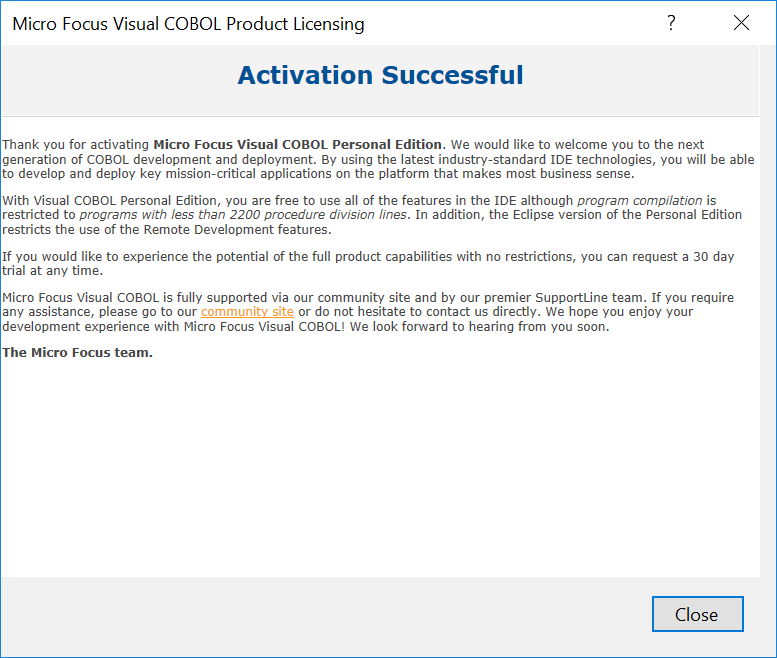 Micro Focus Visual COBOL Product Licensing
?
Activation Successful
Thank you for activating Micro Focus Visual COBOL Personal Edition. We would like to welcome you to the next
generation of COBOL development and deployment. By using the latest industry-standard IDE technologies, you will be able
to develop and deploy key mission-critical applications on the platform that makes most business sense.
With Visual COBOL Personal Edition, you are free to use all of the features in the IDE although program compilation is
restricted to programs with less than 2200 procedure division lines. In addition, the Eclipse version of the Personal Edition
restricts the use of the Remote Development features.
If you would like to experience the potential of the full product capabilities with no restrictions, you can request a 30 day
trial at any time.
Micro Focus Visual COBOL is fully supported via our community site and by our premier SupportLine team. If you require
any assistance, please go to our community site or do not hesitate to contact us directly. We hope you enjoy your
development experience with Micro Focus Visual COBOL! We look forward to hearing from you soon.
The Micro Focus team.
Close